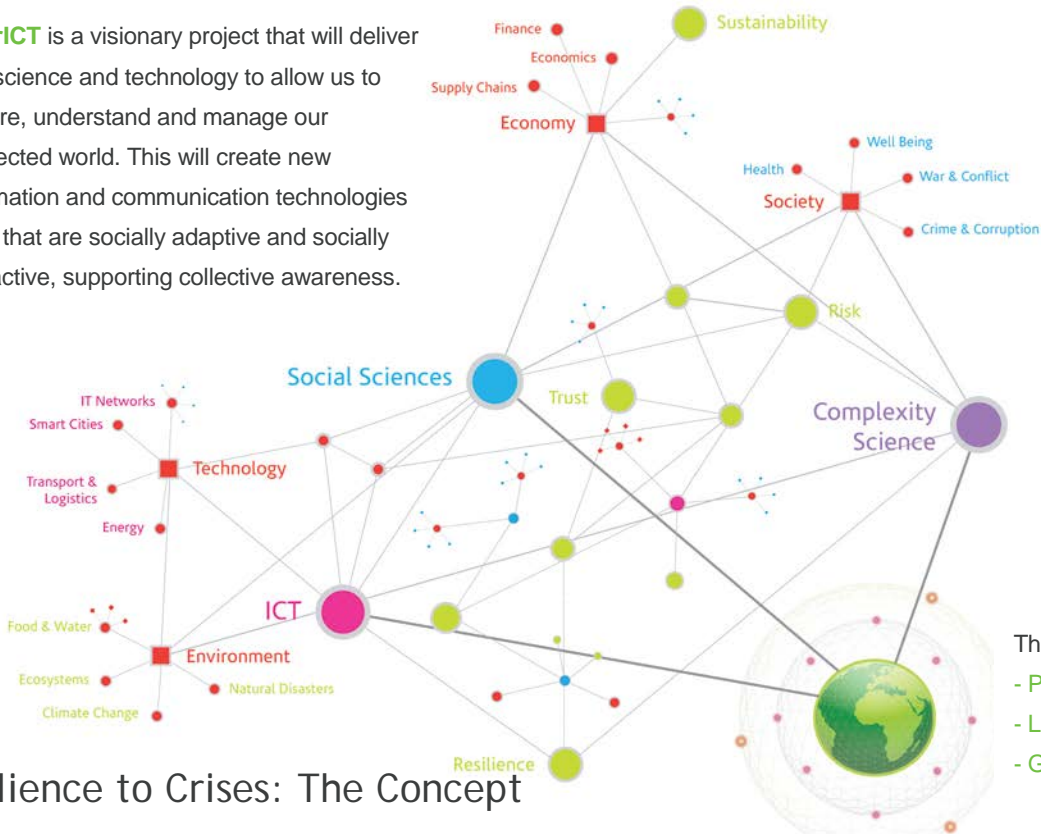 rICT is a visionary project that will deliver
science and technology to allow us to
re, understand and manage our
ected world. This will create new
mation and communication technologies
that are socially adaptive and socially
active, supporting collective awareness.
Sustainability
Finance
Economics
Supply Chains
Economy
Well Being
Health
War & Conflict
Society
Crime & Corruption
Risk
Social Sciences
Trust
Complexity
Science
IT Networks
Smart Cities
Technology
Transport &
Logistics
Energy
ICT
Food & Water
Environment
Ecosystems
Natural Disasters
Climate Change
Th
- P
- L
- G
Resilience
lience to Crises: The Concept